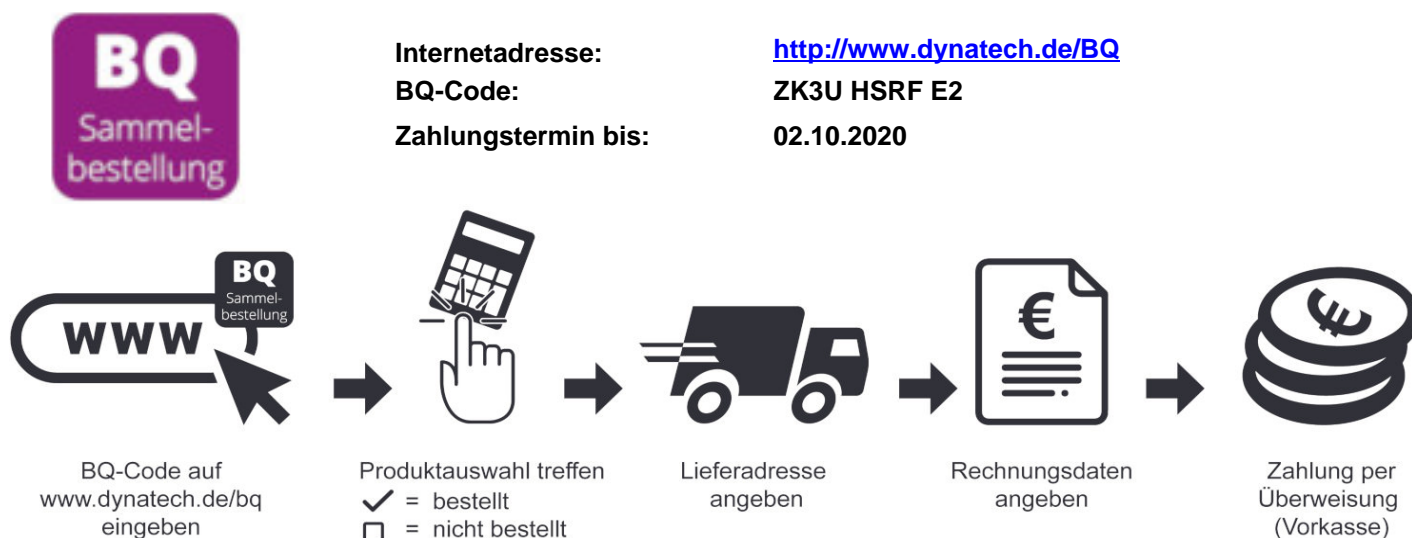 BQ
Sammel-
bestellung
Internetadresse: http://www.dynatech.de/BQ
BQ-Code: ZK3U HSRF E2
Zahlungstermin bis: 02.10.2020
BQ
Sammel-
bestellung
WWW
€
€
BQ-Code auf
www.dynatech.de/bq
eingeben
Produktauswahl treffen
✓ = bestellt
☐ = nicht bestellt
Lieferadresse
angeben
Rechnungsdaten
angeben
Zahlung per
Überweisung
(Vorkasse)